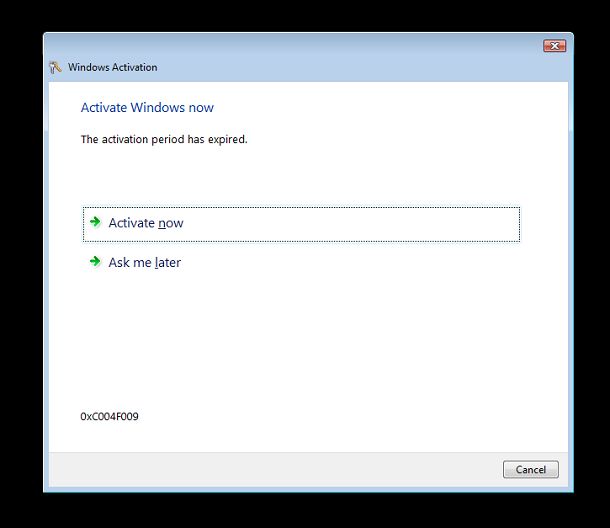 Windows Activation
Activate Windows now
The activation period has expired.
Activate now
Ask me later
0xC004F009
Cancel